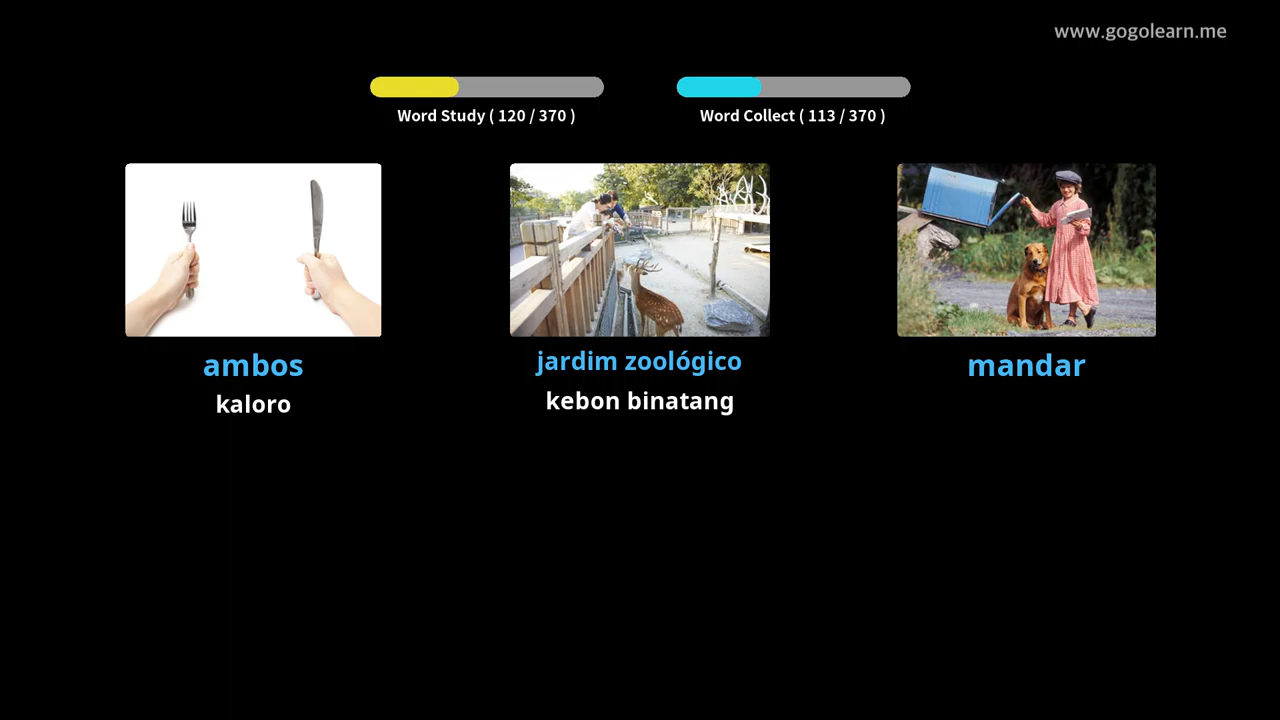 www.gogolearn.me
Word Study ( 120 / 370 )
Word Collect ( 113 / 370 )
ambos
kaloro
jardim zoológico
kebon binatang
mandar